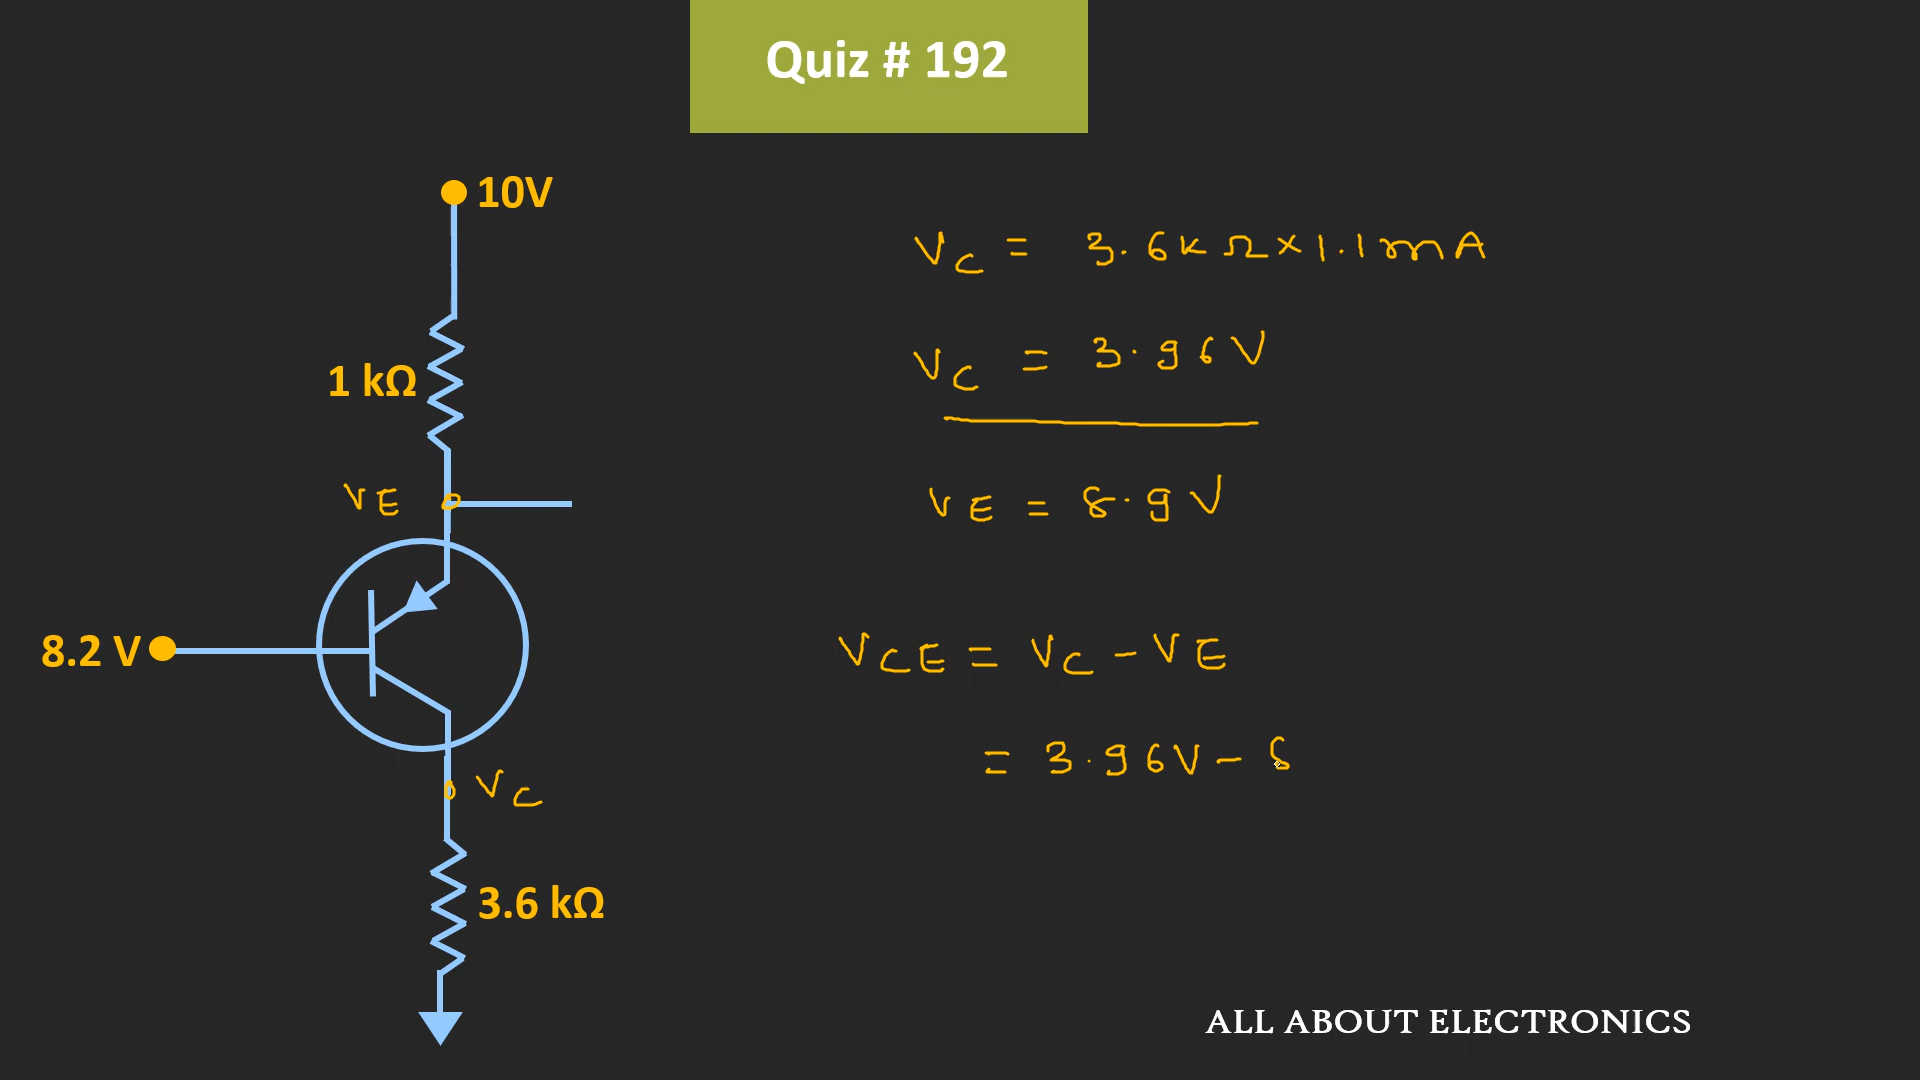 Quiz # 192
10V
1 kΩ
VE
8.2 V
VC
3.6 kΩ
VC = 3.6kΩ×1.1mA
VC = 3.96V
VE = 8.9V
VCE = VC - VE
= 3.96V - 8
ALL ABOUT ELECTRONICS